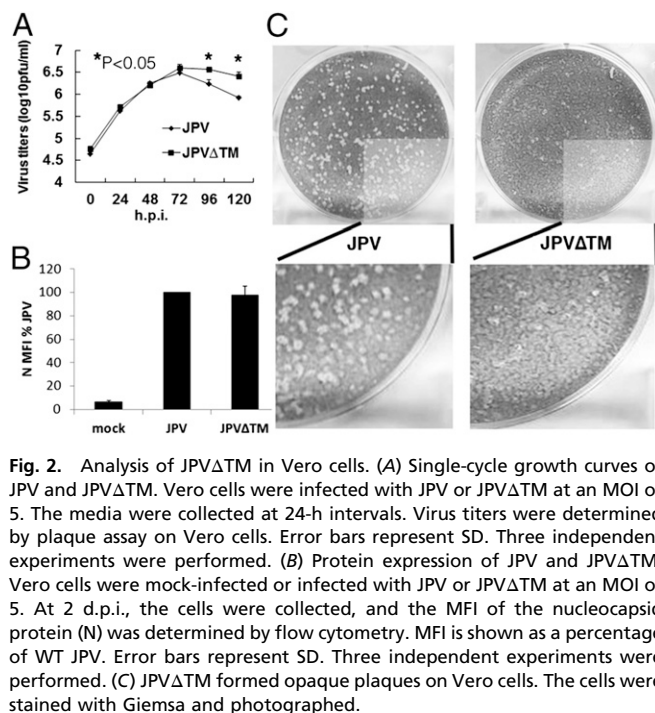 A
C
7
6.5
6
5.5
5
4.5
4
Virus titers (log10pfu/ml)
*P<0.05
*
*
JPV
JPVΔTM
0 24 48 72 96 120
h.p.i.
JPV
JPVΔTM
B
120
100
80
60
40
20
0
N MFI % JPV
mock JPV JPVΔTM
Fig. 2. Analysis of JPVΔTM in Vero cells. (A) Single-cycle growth curves o
JPV and JPVΔTM. Vero cells were infected with JPV or JPVΔTM at an MOI o
5. The media were collected at 24-h intervals. Virus titers were determined
by plaque assay on Vero cells. Error bars represent SD. Three independen
experiments were performed. (B) Protein expression of JPV and JPVΔTM
Vero cells were mock-infected or infected with JPV or JPVΔTM at an MOI o
5. At 2 d.p.i., the cells were collected, and the MFI of the nucleocapsid
protein (N) was determined by flow cytometry. MFI is shown as a percentage
of WT JPV. Error bars represent SD. Three independent experiments were
performed. (C) JPVΔTM formed opaque plaques on Vero cells. The cells were
stained with Giemsa and photographed.